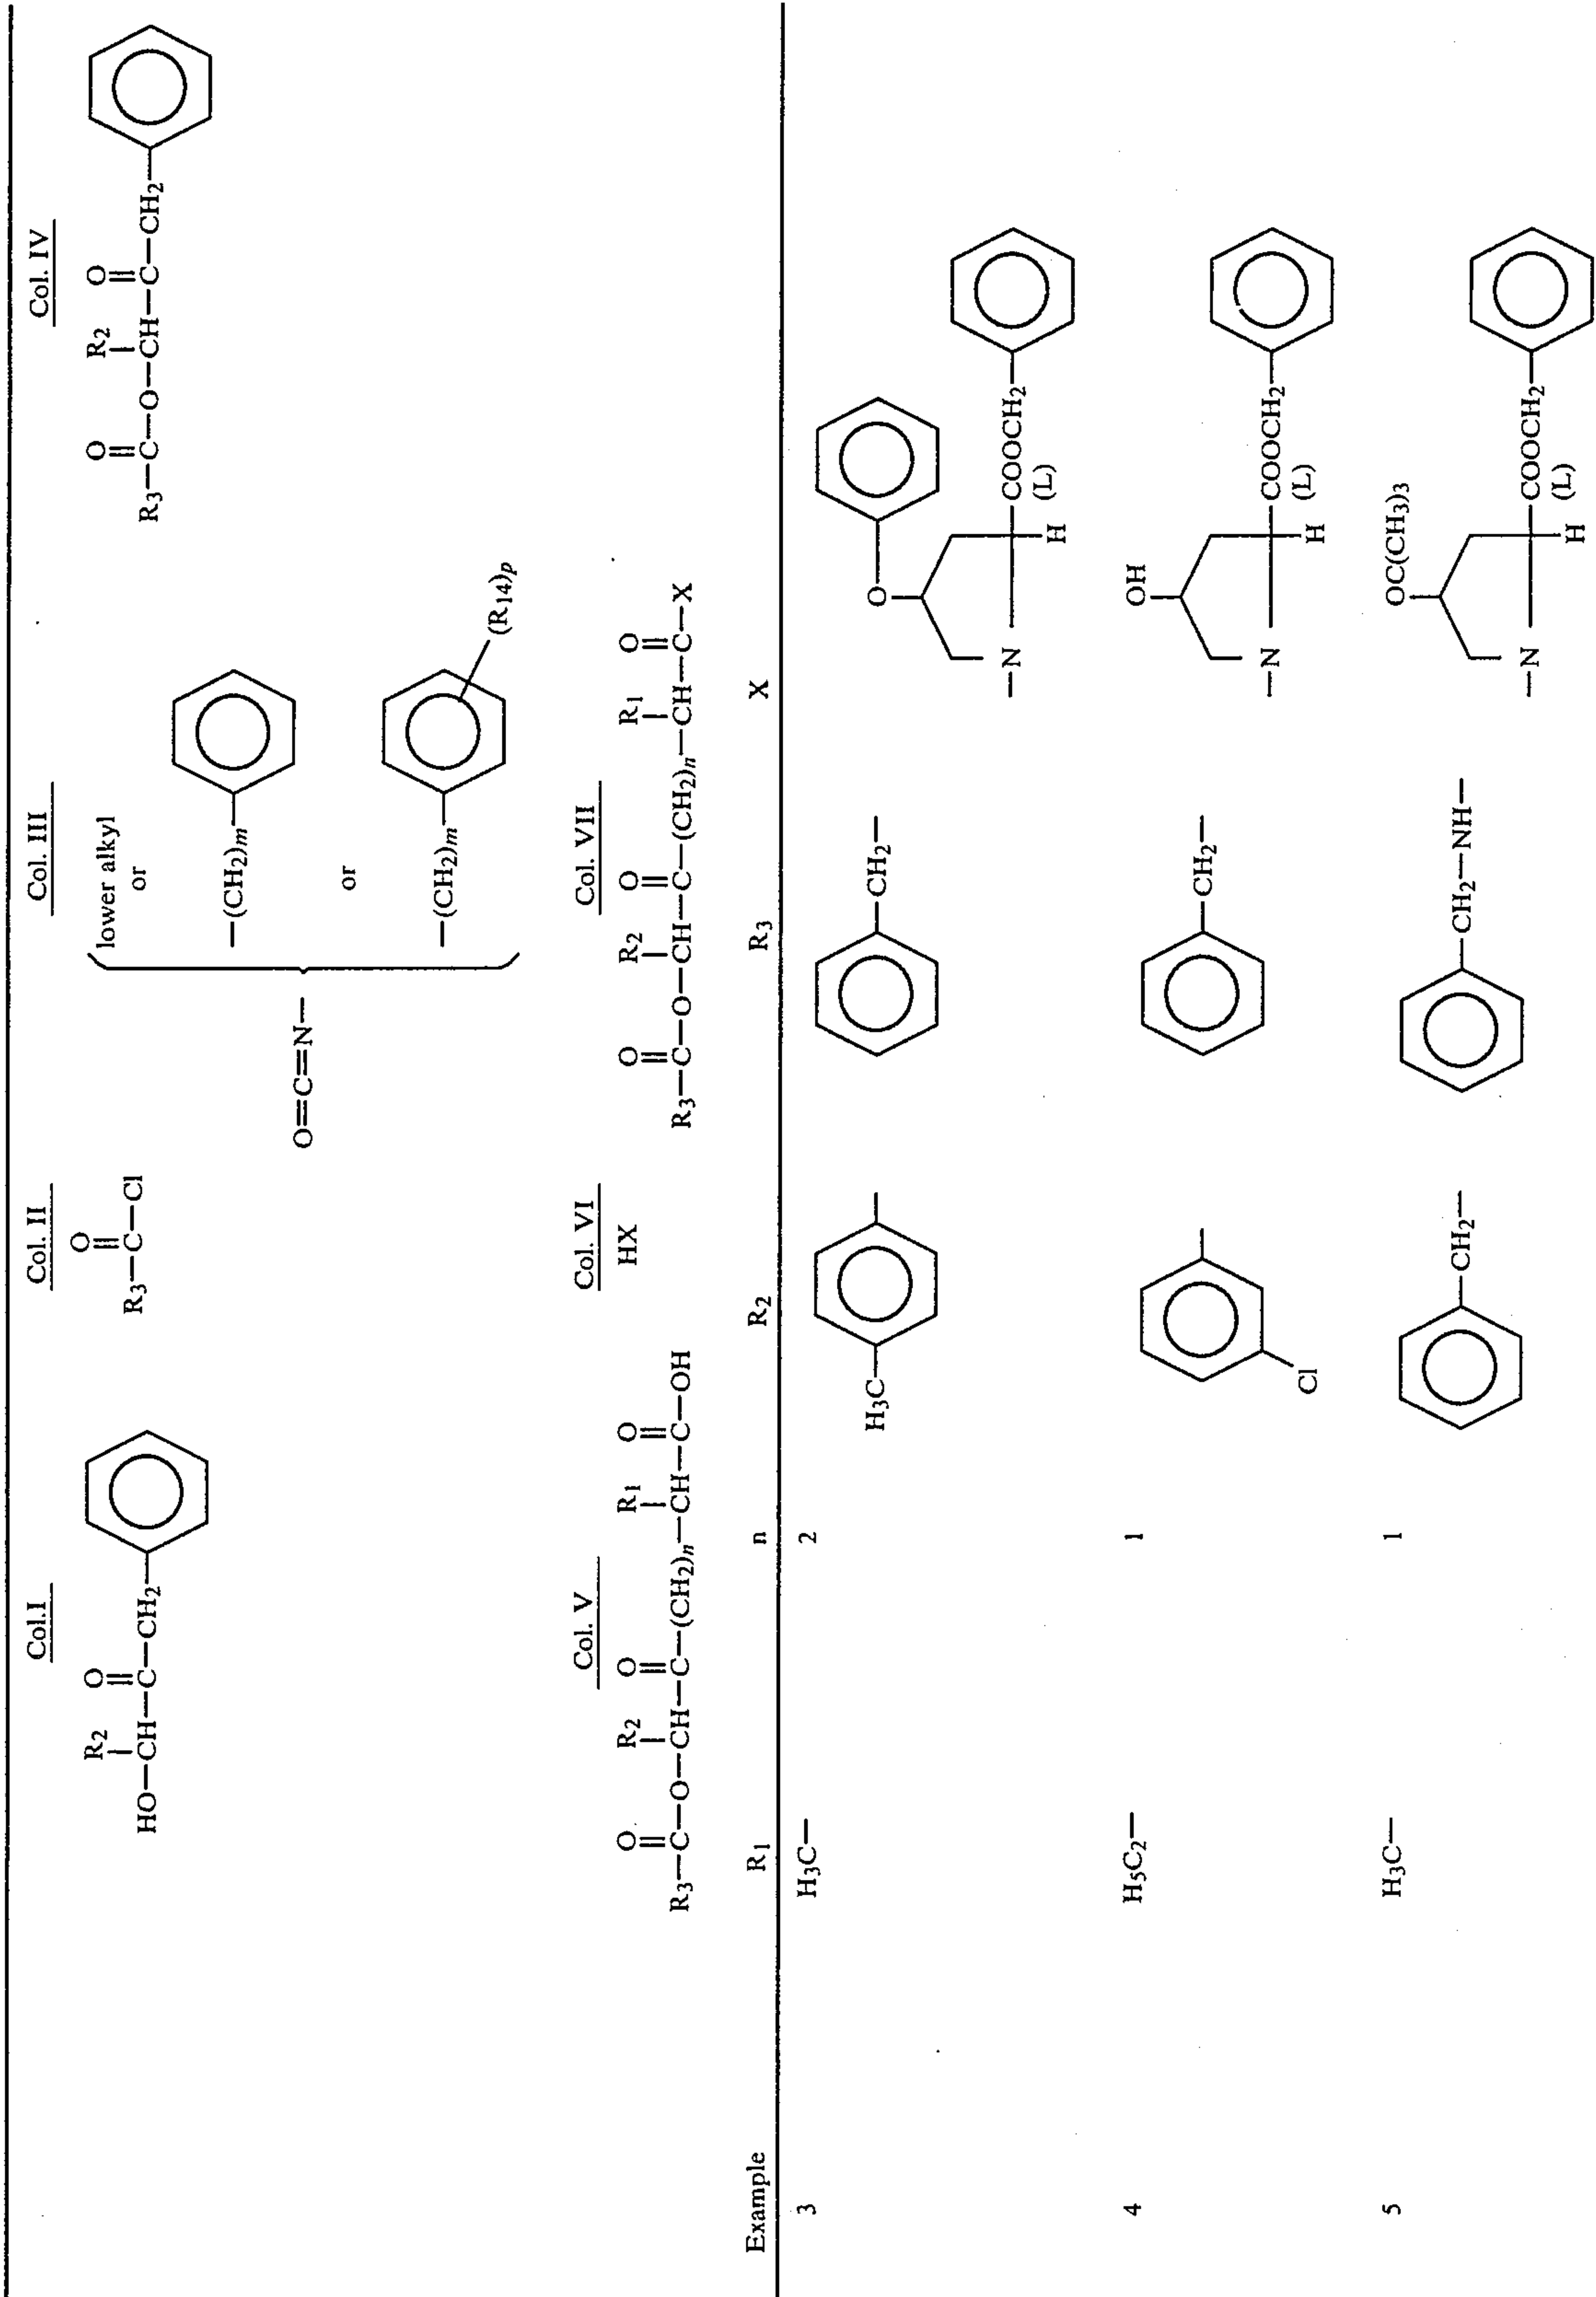 Col.I
Col. II
Col. III
Col. IV
R2 O
HO—CH—C—CH2—
O
R3—C—Cl
O=C=N—
lower alkyl
or
—(CH2)m—
or
—(CH2)m—
(R14)p
O R2 O
R3—C—O—CH—C—CH2—
Col. V
Col. VI
Col. VII
O R2 O R1 O
R3—C—O—CH—C—(CH2)n—CH—C—OH
HX
O R2 O R1 O
R3—C—O—CH—C—(CH2)n—CH—C—X
Example R1 n R2 R3 X
3 H3C— 2 H3C— —CH2— O
—N COOCH2—
H (L)
4 H5C2— 1 Cl —CH2— OH
—N COOCH2—
H (L)
5 H3C— 1 —CH2— —CH2—NH— OC(CH3)3
—N COOCH2—
H (L)